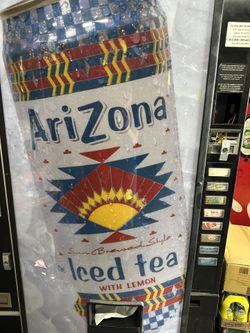 AriZona
Sun Brewed Style
Iced tea
WITH LEMON